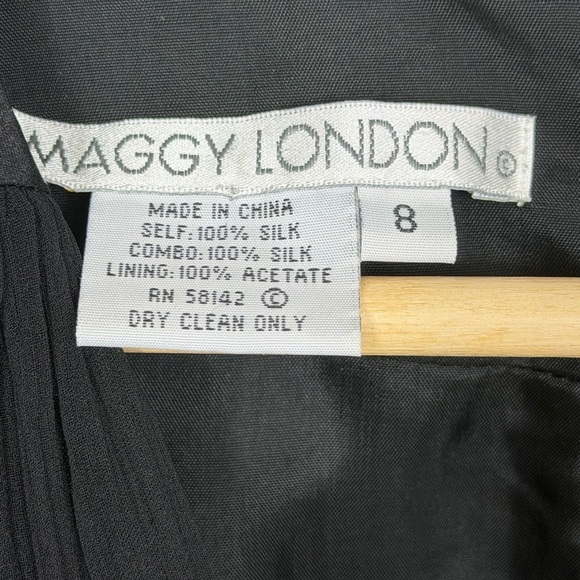 MAGGY LONDON ©
8
MADE IN CHINA
SELF:100% SILK
COMBO:100% SILK
LINING:100% ACETATE
RN 58142 ©
DRY CLEAN ONLY